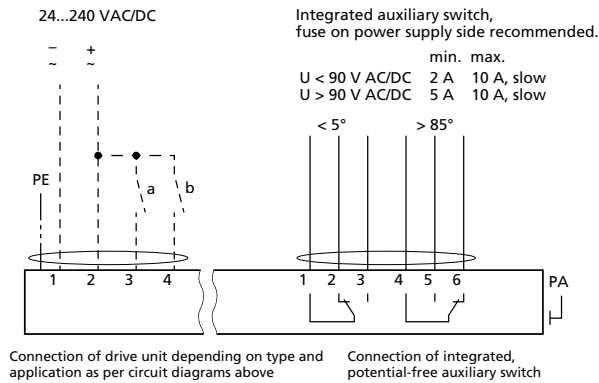 24...240 VAC/DC
Integrated auxiliary switch,
fuse on power supply side recommended.
min. max.
U < 90 V AC/DC 2 A 10 A, slow
U > 90 V AC/DC 5 A 10 A, slow
– +
~ ~
< 5° > 85°
PE
a b
1 2 3 4
1 2 3 4 5 6
PA
Connection of drive unit depending on type and
application as per circuit diagrams above
Connection of integrated,
potential-free auxiliary switch